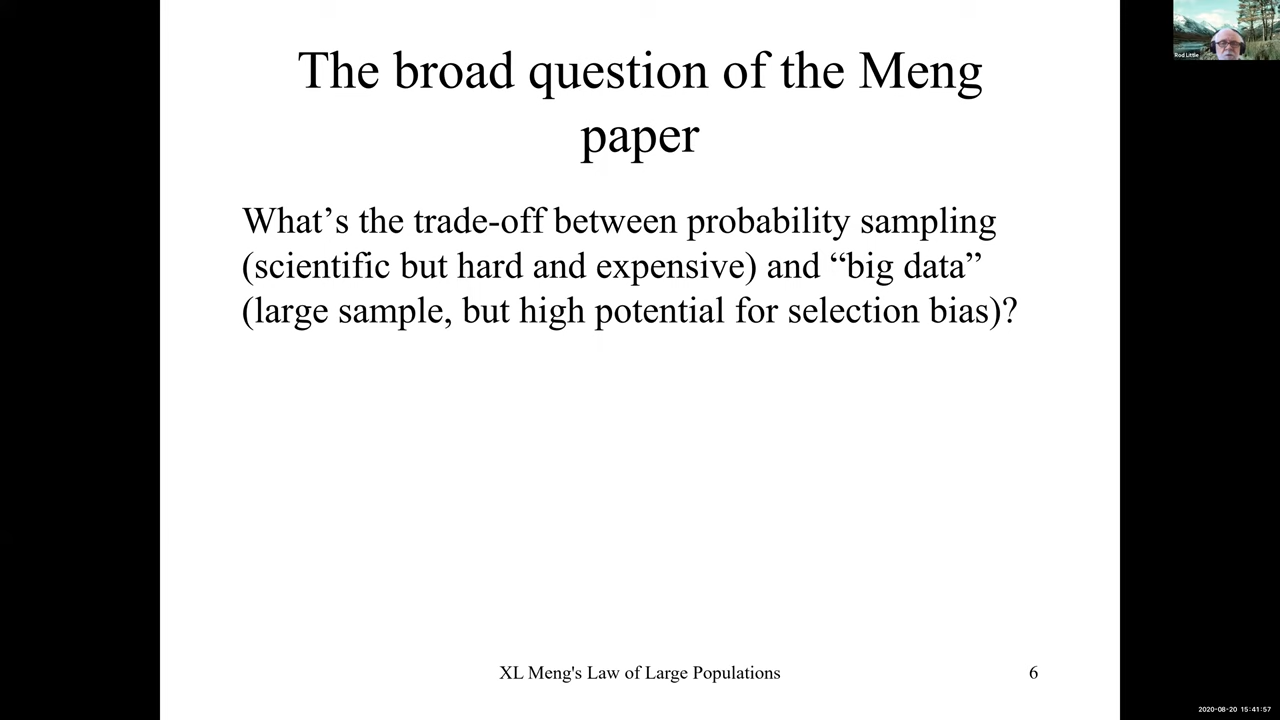 The broad question of the Meng
paper
What’s the trade-off between probability sampling
(scientific but hard and expensive) and “big data”
(large sample, but high potential for selection bias)?
XL Meng's Law of Large Populations
6
Rod Little
2020-08-20 15:41:57